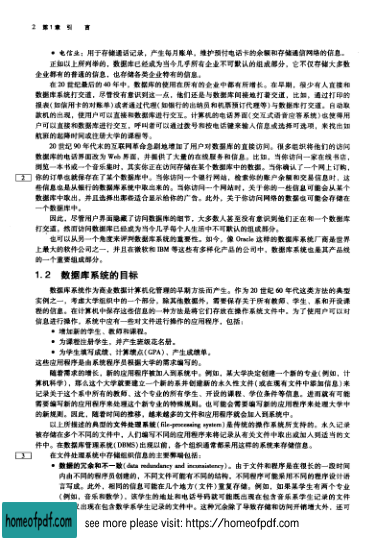 2 第1章 引 言
• 电信业：用于存储通话记录，产生每月账单，维护预付电话卡的余额和存储通信网络的信息。
正如以上所列举的，数据库已经成为当今几乎所有企业不可缺少的组成部分，它不仅存储大多数
企业都有的普通的信息，也存储各类企业特有的信息。
在20世纪最后的40年中，数据库的使用在所有的企业中都有所增长。在早期，很少有人直接和
数据库系统打交道，尽管没有意识到这一点，他们还是与数据库间接地打着交道，比如，通过打印的
报表（如信用卡的对账单）或者通过代理（如银行的出纳员和机票预订代理等）与数据库打交道。自动取
款机的出现，使用户可以直接和数据库进行交互。计算机的电话界面（交互式语音应答系统）也使得用
户可以直接和数据库进行交互，呼叫者可以通过拨号和按电话键来输入信息或选择可选项，来找出如
航班的起降时间或注册大学的课程等。
20世纪90年代末的互联网革命急剧地增加了用户对数据库的直接访问。很多组织将他们的访问
数据库的电话界面改为Web界面，并提供了大量的在线服务和信息。比如，当你访问一家在线书店，
浏览一本书或一个音乐集时，其实你正在访问存储在某个数据库中的数据。当你确认了一个网上订购，
2 你的订单也就保存在了某个数据库中。当你访问一个银行网站，检索你的账户余额和交易信息时，这
些信息也是从银行的数据库系统中取出来的。当你访问一个网站时，关于你的一些信息可能会从某个
数据库中取出，并且选择出那些适合显示给你的广告。此外，关于你访问网络的数据也可能会存储在
一个数据库中。
因此，尽管用户界面隐藏了访问数据库的细节，大多数人甚至没有意识到他们正在和一个数据库
打交道，然而访问数据库已经成为当今几乎每个人生活中不可缺少的组成部分。
也可以从另一个角度来评判数据库系统的重要性。如今，像Oracle这样的数据库系统厂商是世界
上最大的软件公司之一，并且在微软和IBM等这些有多样化产品的公司中，数据库系统也是其产品线
的一个重要组成部分。
1.2 数据库系统的目标
数据库系统作为商业数据计算机化管理的早期方法而产生。作为20世纪60年代这类方法的典型
实例之一，考虑大学组织中的一个部分，除其他数据外，需要保存关于所有教师、学生、系和开设课
程的信息。在计算机中保存这些信息的一种方法是将它们存放在操作系统文件中。为了使用户可以对
信息进行操作，系统中应有一些对文件进行操作的应用程序，包括：
• 增加新的学生、教师和课程。
• 为课程注册学生，并产生班级花名册。
• 为学生填写成绩、计算绩点（GPA）、产生成绩单。
这些应用程序是由系统程序员根据大学的需求编写的。
随着需求的增长，新的应用程序被加入到系统中。例如，某大学决定创建一个新的专业（例如，计
算机科学），那么这个大学就要建立一个新的系并创建新的永久性文件（或在现有文件中添加信息）来
记录关于这个系中所有的教师、这个专业的所有学生、开设的课程、学位条件等信息。进而就有可能
需要编写新的应用程序来处理这个新专业的特殊规则。也可能会需要编写新的应用程序来处理大学中
的新规则。因此，随着时间的推移，越来越多的文件和应用程序就会加入到系统中。
以上所描述的典型的文件处理系统（file-processing system）是传统的操作系统所支持的。永久记录
被存储在多个不同的文件中，人们编写不同的应用程序来将记录从有关文件中取出或加入到适当的文
件中。在数据库管理系统（DBMS）出现以前，各个组织通常都采用这样的系统来存储信息。
3 在文件处理系统中存储组织信息的主要弊端包括：
• 数据的冗余和不一致（data redundancy and inconsistency）。由于文件和程序是在很长的一段时间
内由不同的程序员创建的，不同文件可能有不同的结构，不同程序可能采用不同的程序设计语
言写成。此外，相同的信息可能在几个地方（文件）重复存储。例如，如果某学生有两个专业
（例如，音乐和数学），该学生的地址和电话号码就可能既出现在包含音乐系学生记录的文件
又出现在包含数学系学生记录的文件中。这种冗余除了导致存储和访问开销增大外，还可
homeofpdf.com see more please visit: https://homeofpdf.com